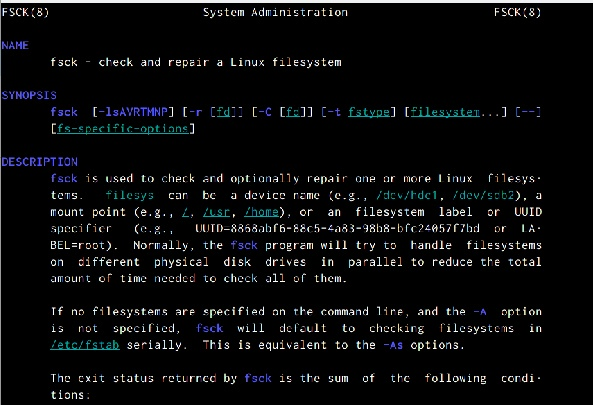 FSCK(8) System Administration FSCK(8)
NAME
fsck - check and repair a Linux filesystem
SYNOPSIS
fsck [-lsAVRTMNP] [-r [fd]] [-C [fd]] [-t fstype] [filesystem...] [--]
[fs-specific-options]
DESCRIPTION
fsck is used to check and optionally repair one or more Linux filesys-
tems. filesys can be a device name (e.g., /dev/hdc1, /dev/sdb2), a
mount point (e.g., /, /usr, /home), or an filesystem label or UUID
specifier (e.g., UUID=8868abf6-88c5-4a83-98b8-bfc24057f7bd or LA-
BEL=root). Normally, the fsck program will try to handle filesystems
on different physical disk drives in parallel to reduce the total
amount of time needed to check all of them.
If no filesystems are specified on the command line, and the -A option
is not specified, fsck will default to checking filesystems in
/etc/fstab serially. This is equivalent to the -As options.
The exit status returned by fsck is the sum of the following condi-
tions: